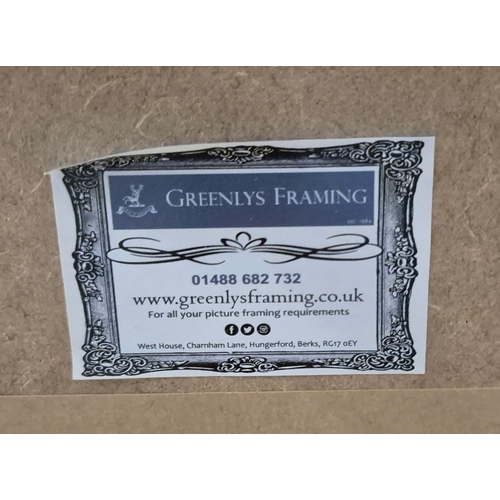 GREENLYS FRAMING
est. 1984
01488 682 732
www.greenlysframing.co.uk
For all your picture framing requirements
West House, Charnham Lane, Hungerford, Berks, RG17 0EY